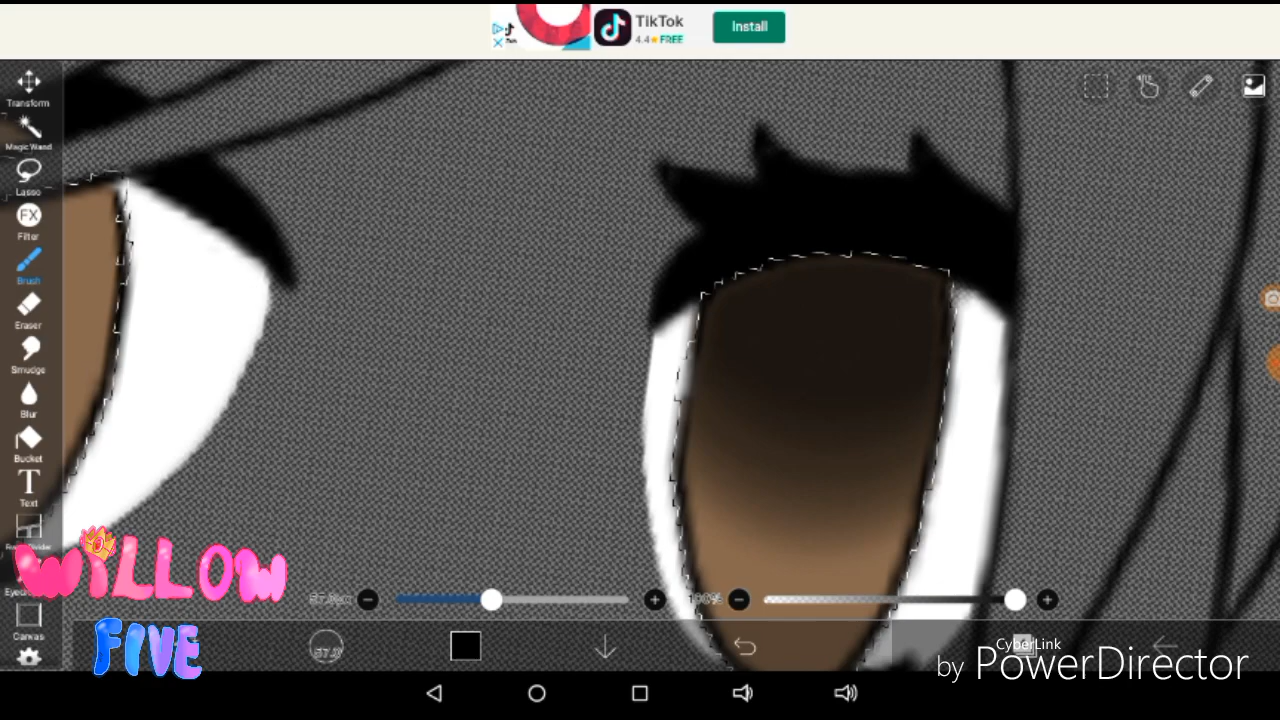 TikTok
Install
4.4★ FREE
Transform
Magic Wand
Lasso
FX
Filter
Brush
Eraser
Smudge
Blur
Bucket
T
Text
Canvas
WILLOW
FIVE
100%
CyberLink
by PowerDirector